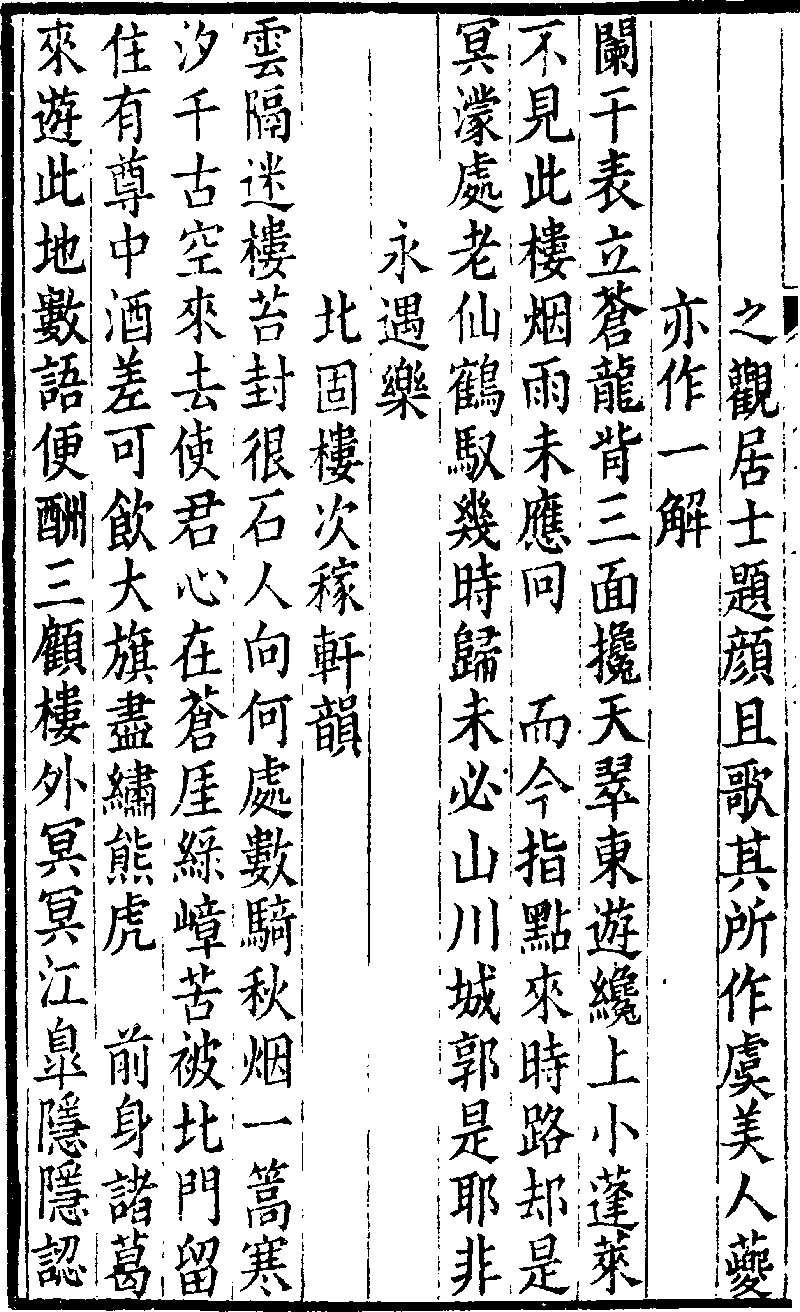 之觀居士題顔且歌其所作虞美人夔
亦作一解
闌干表立蒼龍背三面攙天翠東遊纔上小蓬萊
不見此樓烟雨未應回　而今指點來時路却是
冥濛處老仙鶴馭幾時歸未必山川城郭是耶非
永遇樂
北固樓次稼軒韻
雲隔迷樓苔封很石人向何處數騎秋烟一篙寒
汐千古空來去使君心在蒼厓綠嶂苦被北門留
住有尊中酒差可飲大旗盡繡熊虎　前身諸葛
來遊此地數語便酬三顧樓外冥冥江臯隱隱認